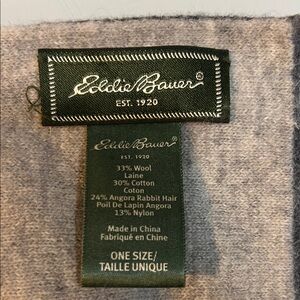 Eddie Bauer®
EST. 1920
Eddie Bauer®
EST. 1920
33% Wool
Laine
30% Cotton
Coton
24% Angora Rabbit Hair
Poil De Lapin Angora
13% Nylon
Made in China
Fabriqué en Chine
ONE SIZE/
TAILLE UNIQUE